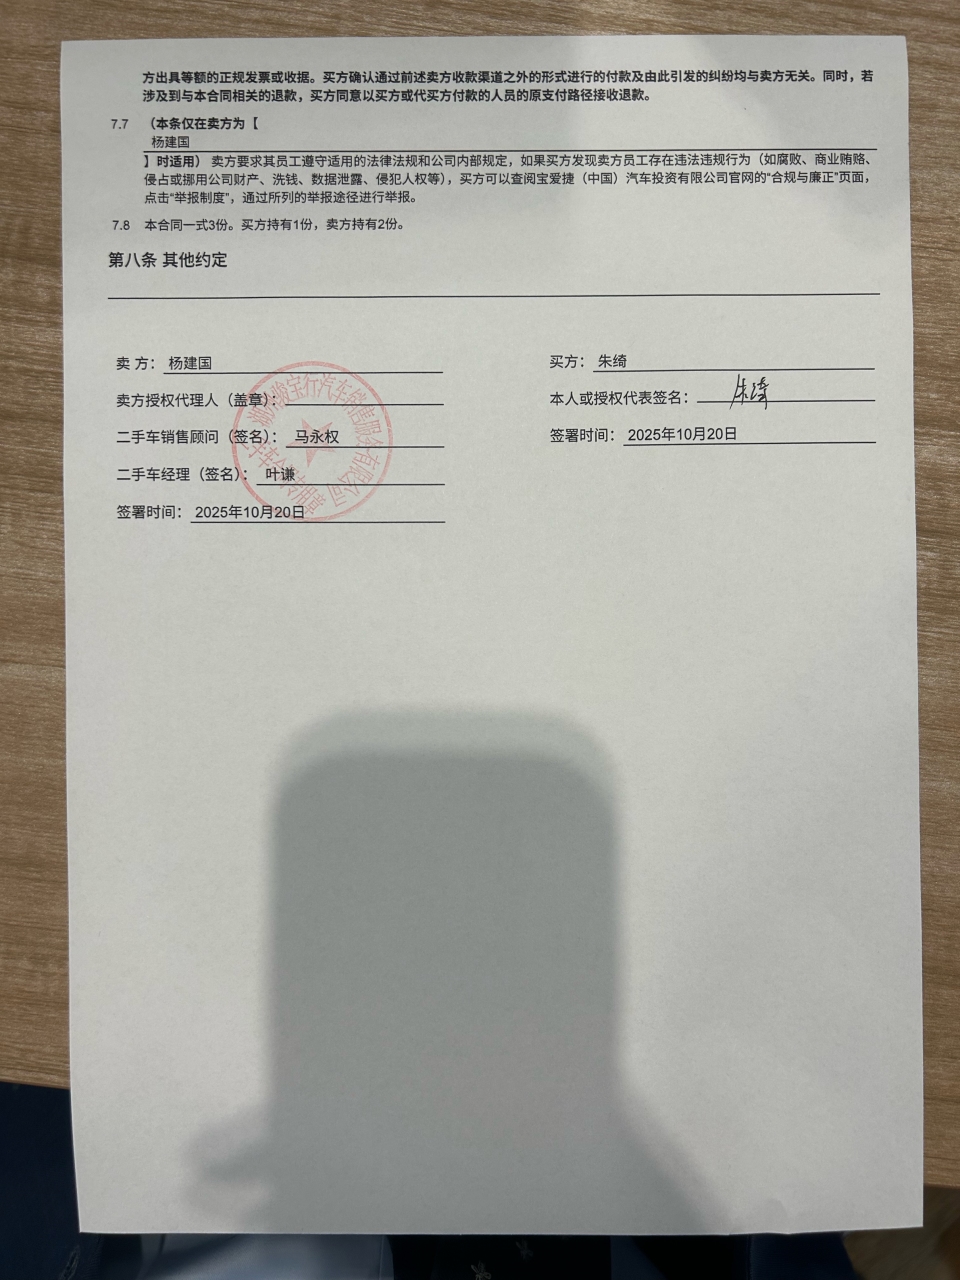 方出具等额的正规发票或收据。买方确认通过前述卖方收款渠道之外的形式进行的付款及由此引发的纠纷均与卖方无关。同时，若
涉及到与本合同相关的退款，买方同意以买方或代买方付款的人员的原支付路径接收退款。
7.7 （本条仅在卖方为【
杨建国
】时适用） 卖方要求其员工遵守适用的法律法规和公司内部规定，如果买方发现卖方员工存在违法违规行为（如腐败、商业贿赂、
侵占或挪用公司财产、洗钱、数据泄露、侵犯人权等），买方可以查阅宝爱捷（中国）汽车投资有限公司官网的“合规与廉正”页面，
点击“举报制度”，通过所列的举报途径进行举报。
7.8 本合同一式3份。买方持有1份，卖方持有2份。
第八条 其他约定
卖 方： 杨建国
买方： 朱绮
卖方授权代理人（盖章）：
本人或授权代表签名： 朱绮
二手车销售顾问（签名）： 马永权
签署时间： 2025年10月20日
二手车经理（签名）： 叶谦
签署时间： 2025年10月20日
宝行汽车销售服务有限公司